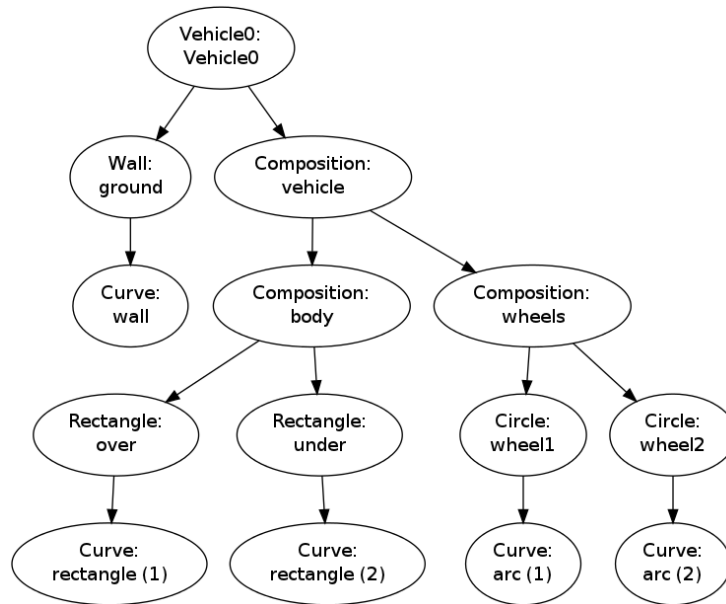 Vehicle0:
Vehicle0
Wall:
ground
Composition:
vehicle
Curve:
wall
Composition:
body
Composition:
wheels
Rectangle:
over
Rectangle:
under
Circle:
wheel1
Circle:
wheel2
Curve:
rectangle (1)
Curve:
rectangle (2)
Curve:
arc (1)
Curve:
arc (2)